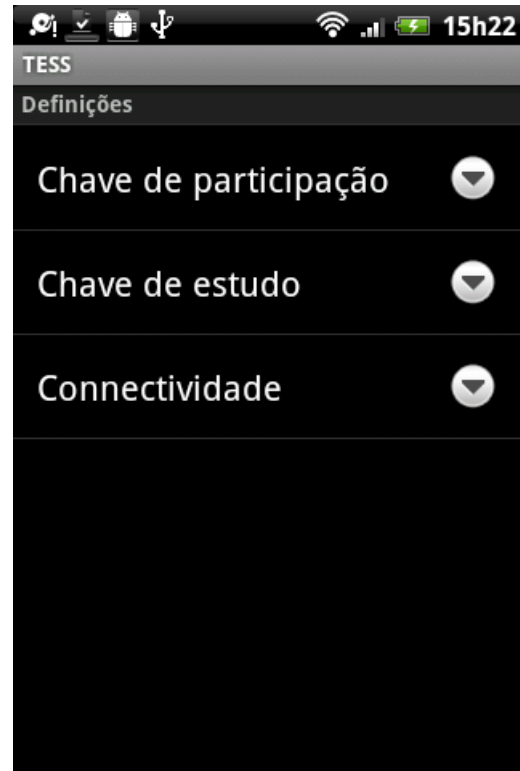 15h22
TESS
Definições
Chave de participação
Chave de estudo
Connectividade